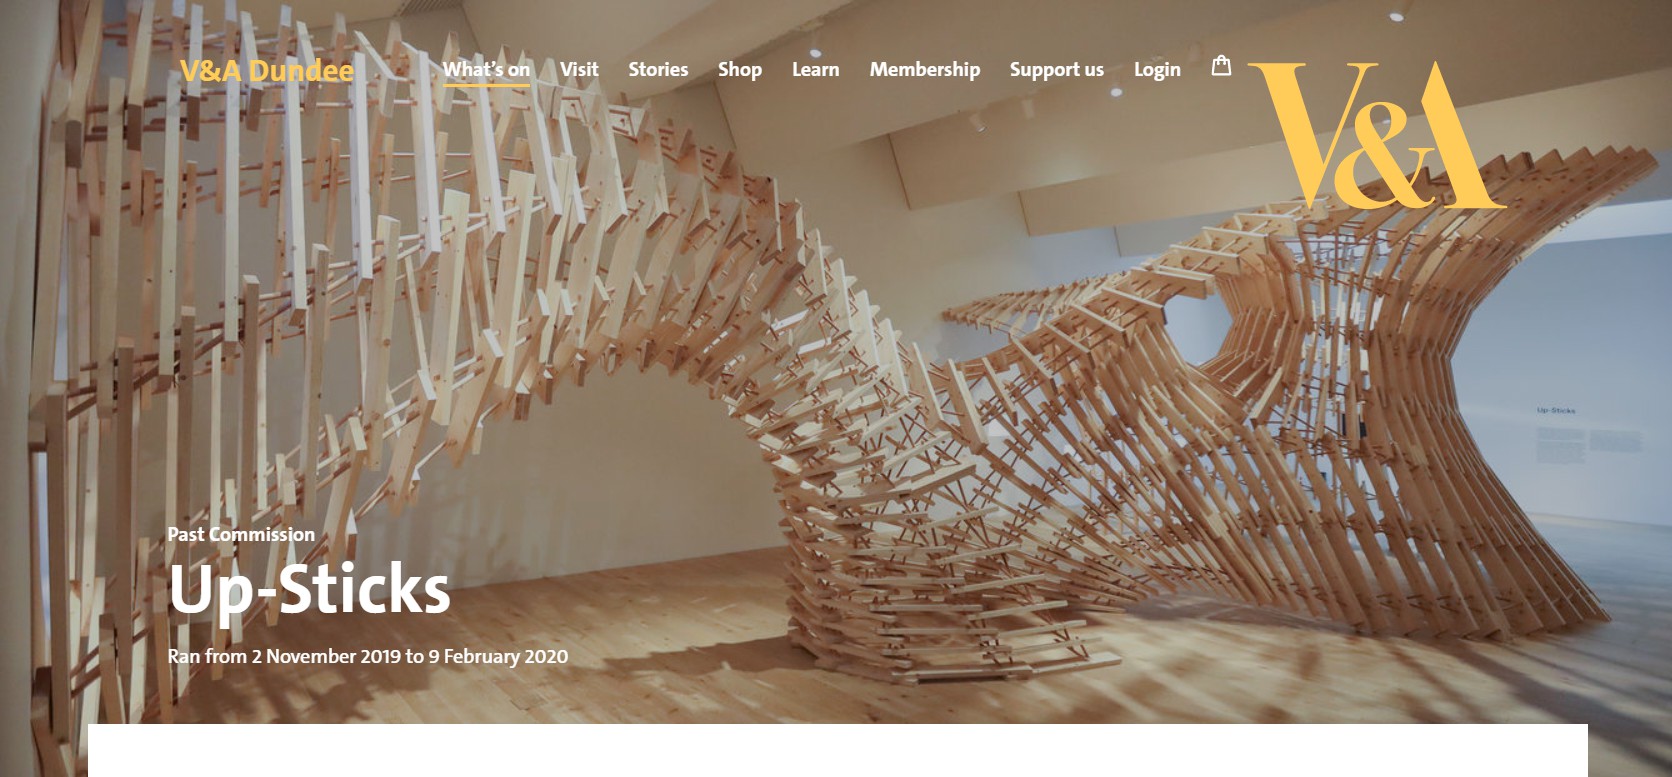 V&A Dundee
What's on
Visit
Stories
Shop
Learn
Membership
Support us
Login
V&A
Up-Sticks
Past Commission
Up-Sticks
Ran from 2 November 2019 to 9 February 2020